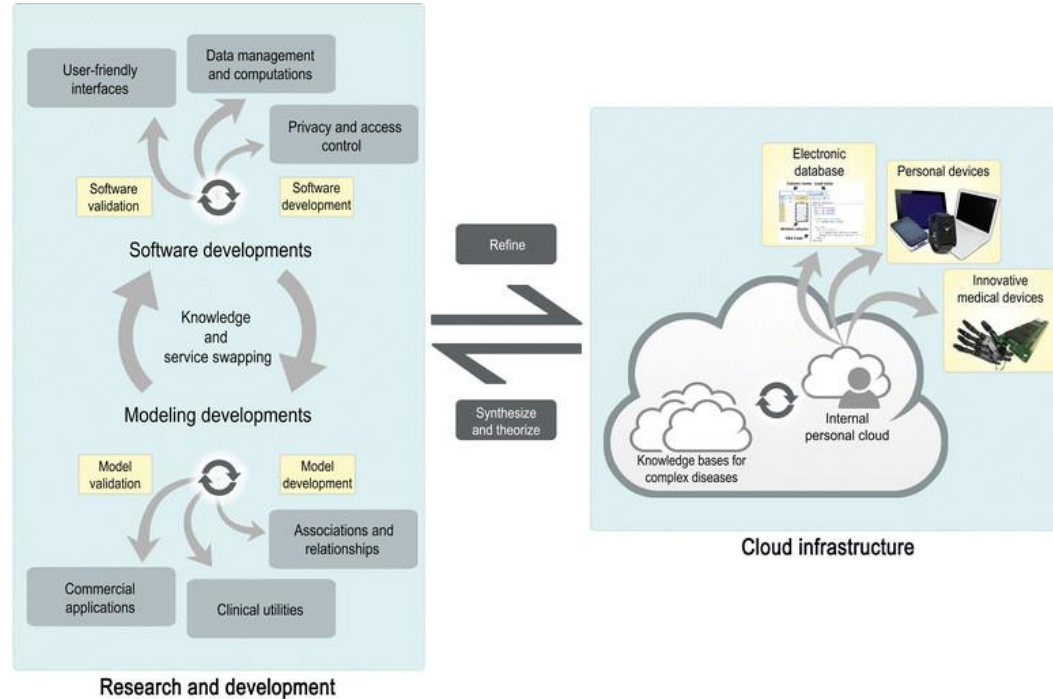 User-friendly
interfaces
Data management
and computations
Privacy and access
control
Software
validation
Software
development
Software developments
Knowledge
and
service swapping
Modeling developments
Model
validation
Model
development
Associations and
relationships
Commercial
applications
Clinical utilities
Research and development
Refine
Synthesize
and theorize
Electronic
database
Personal devices
Innovative
medical devices
Internal
personal cloud
Knowledge bases for
complex diseases
Cloud infrastructure